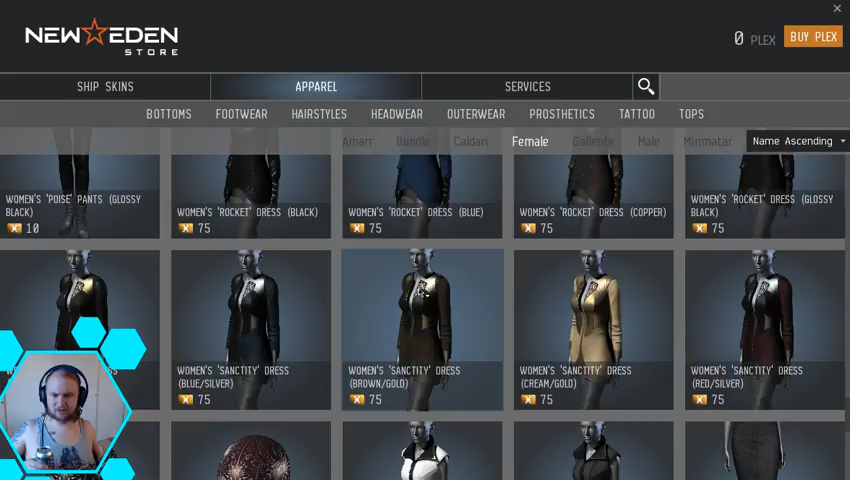 NEW EDEN
STORE
0 PLEX
BUY PLEX
SHIP SKINS
APPAREL
SERVICES
BOTTOMS
FOOTWEAR
HAIRSTYLES
HEADWEAR
OUTERWEAR
PROSTHETICS
TATTOO
TOPS
Amarr
Bundle
Caldari
Female
Gallente
Male
Minmatar
Name Ascending
WOMEN'S 'POISE' PANTS (GLOSSY
BLACK)
10
WOMEN'S 'ROCKET' DRESS (BLACK)
75
WOMEN'S 'ROCKET' DRESS (BLUE)
75
WOMEN'S 'ROCKET' DRESS (COPPER)
75
WOMEN'S 'ROCKET' DRESS (GLOSSY
BLACK)
75
WOMEN'S 'SANCTITY' DRESS
(BLUE/SILVER)
75
WOMEN'S 'SANCTITY' DRESS
(BROWN/GOLD)
75
WOMEN'S 'SANCTITY' DRESS
(CREAM/GOLD)
75
WOMEN'S 'SANCTITY' DRESS
(RED/SILVER)
75